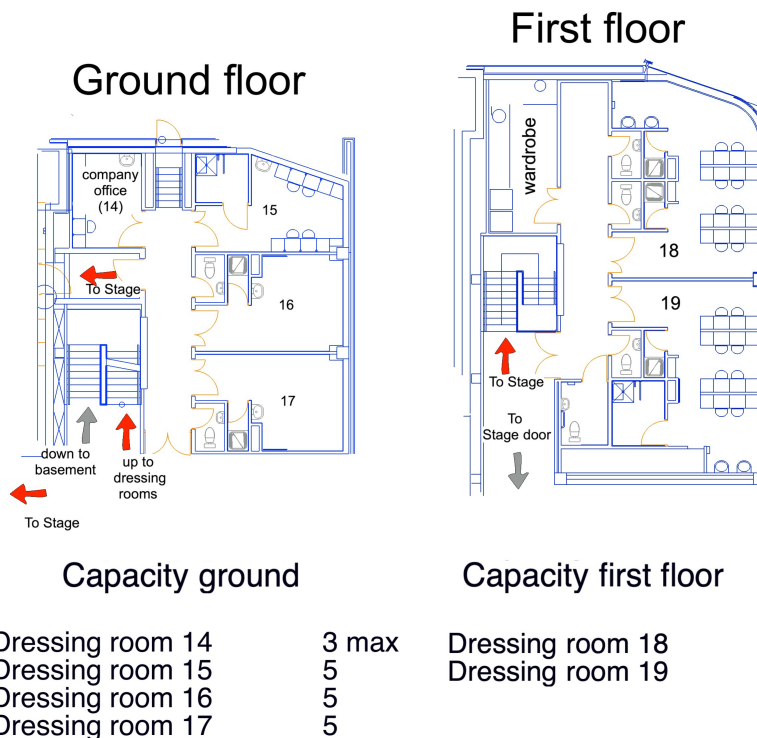 First floor
Ground floor
company
office
(14)
15
To Stage
16
17
down to
basement
up to
dressing
rooms
To Stage
wardrobe
18
19
To Stage
To
Stage door
Capacity ground
Dressing room 14 3 max
Dressing room 15 5
Dressing room 16 5
Dressing room 17 5
Capacity first floor
Dressing room 18
Dressing room 19